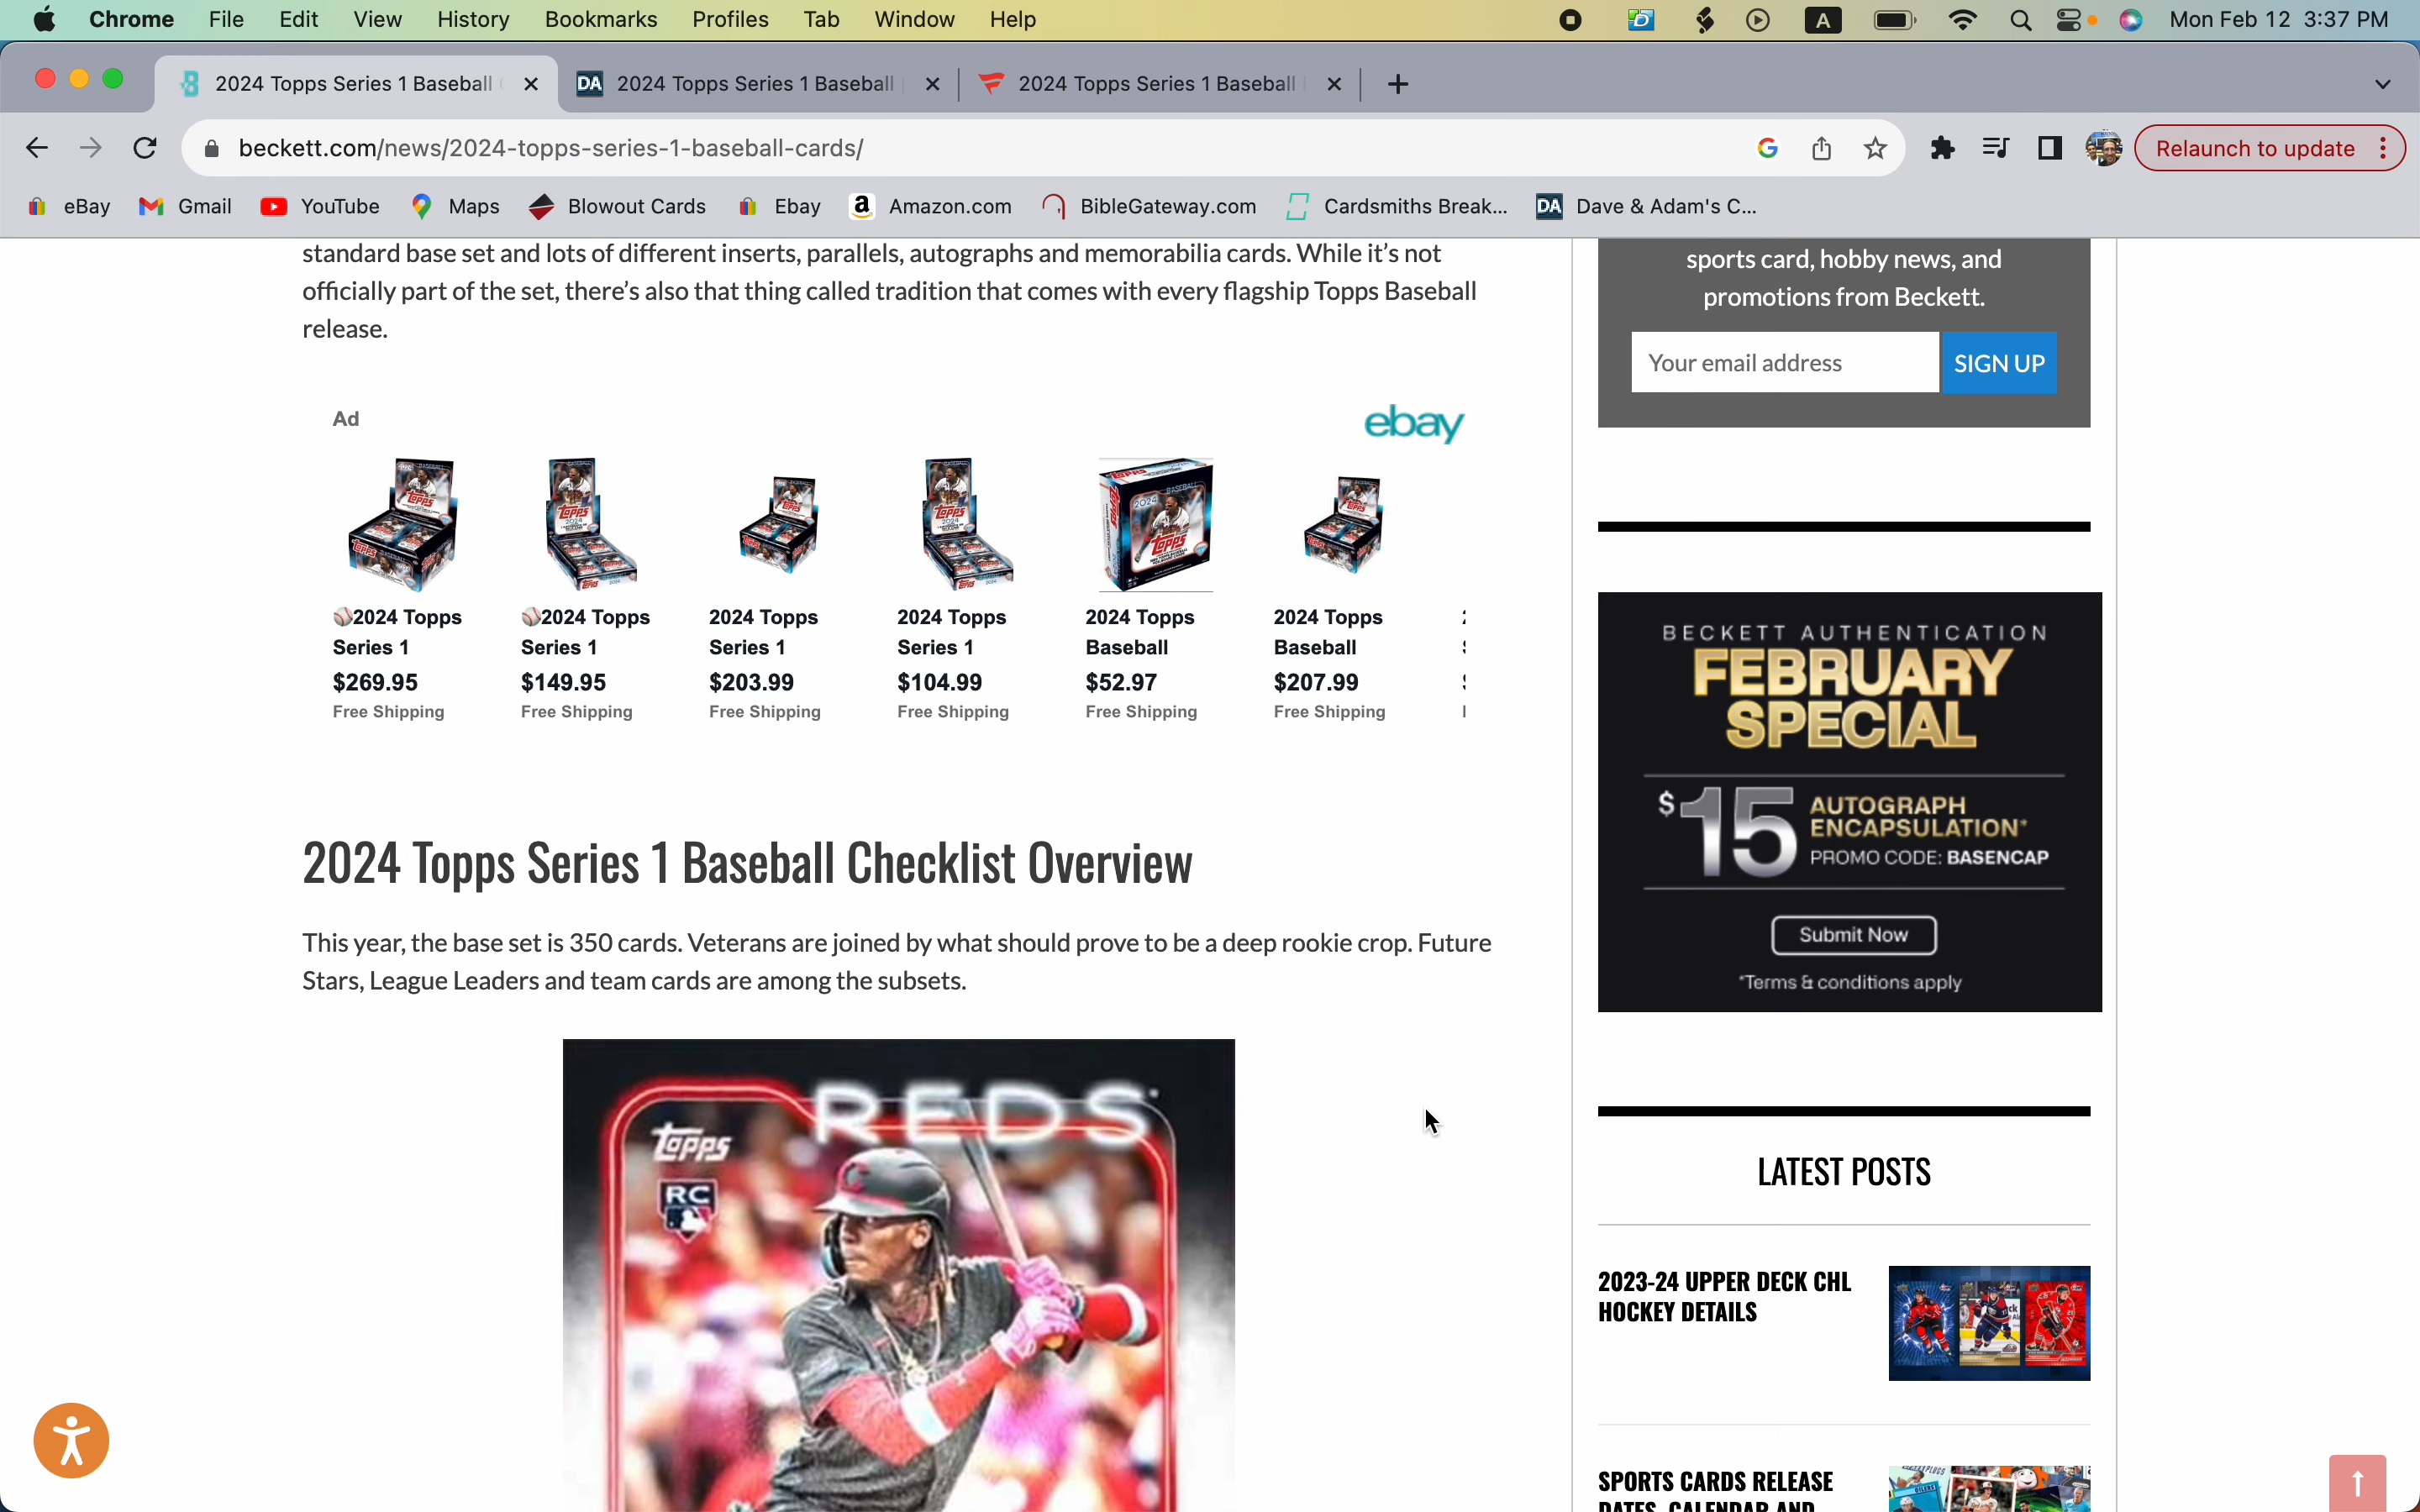 Chrome File Edit View History Bookmarks Profiles Tab Window Help
A
Mon Feb 12 3:37 PM
2024 Topps Series 1 Baseball
DA 2024 Topps Series 1 Baseball
2024 Topps Series 1 Baseball
beckett.com/news/2024-topps-series-1-baseball-cards/
Relaunch to update
eBay Gmail YouTube Maps Blowout Cards Ebay Amazon.com BibleGateway.com Cardsmiths Break... DA Dave & Adam's C...
standard base set and lots of different inserts, parallels, autographs and memorabilia cards. While it’s not
officially part of the set, there’s also that thing called tradition that comes with every flagship Topps Baseball
release.
Ad
ebay
2024 Topps
Series 1
$269.95
Free Shipping
2024 Topps
Series 1
$149.95
Free Shipping
2024 Topps
Series 1
$203.99
Free Shipping
2024 Topps
Series 1
$104.99
Free Shipping
2024 Topps
Baseball
$52.97
Free Shipping
2024 Topps
Baseball
$207.99
Free Shipping
2024 Topps Series 1 Baseball Checklist Overview
This year, the base set is 350 cards. Veterans are joined by what should prove to be a deep rookie crop. Future
Stars, League Leaders and team cards are among the subsets.
REDS
Topps
RC
sports card, hobby news, and
promotions from Beckett.
Your email address
SIGN UP
BECKETT AUTHENTICATION
FEBRUARY
SPECIAL
$15 AUTOGRAPH
ENCAPSULATION*
PROMO CODE: BASENCAP
Submit Now
*Terms & conditions apply
LATEST POSTS
2023-24 UPPER DECK CHL
HOCKEY DETAILS
SPORTS CARDS RELEASE
DATES, CALENDAR AND